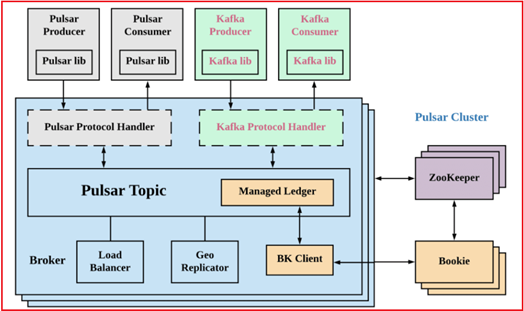 Pulsar
Producer
Pulsar lib
Pulsar
Consumer
Pulsar lib
Kafka
Producer
Kafka lib
Kafka
Consumer
Kafka lib
Pulsar Protocol Handler
Kafka Protocol Handler
Pulsar Cluster
Pulsar Topic
Managed Ledger
ZooKeeper
Broker
Load
Balancer
Geo
Replicator
BK Client
Bookie